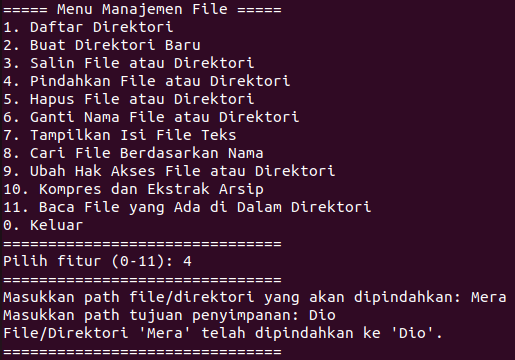 ===== Menu Manajemen File =====
1. Daftar Direktori
2. Buat Direktori Baru
3. Salin File atau Direktori
4. Pindahkan File atau Direktori
5. Hapus File atau Direktori
6. Ganti Nama File atau Direktori
7. Tampilkan Isi File Teks
8. Cari File Berdasarkan Nama
9. Ubah Hak Akses File atau Direktori
10. Kompres dan Ekstrak Arsip
11. Baca File yang Ada di Dalam Direktori
0. Keluar
===============================
Pilih fitur (0-11): 4
===============================
Masukkan path file/direktori yang akan dipindahkan: Mera
Masukkan path tujuan penyimpanan: Dio
File/Direktori 'Mera' telah dipindahkan ke 'Dio'.
===============================